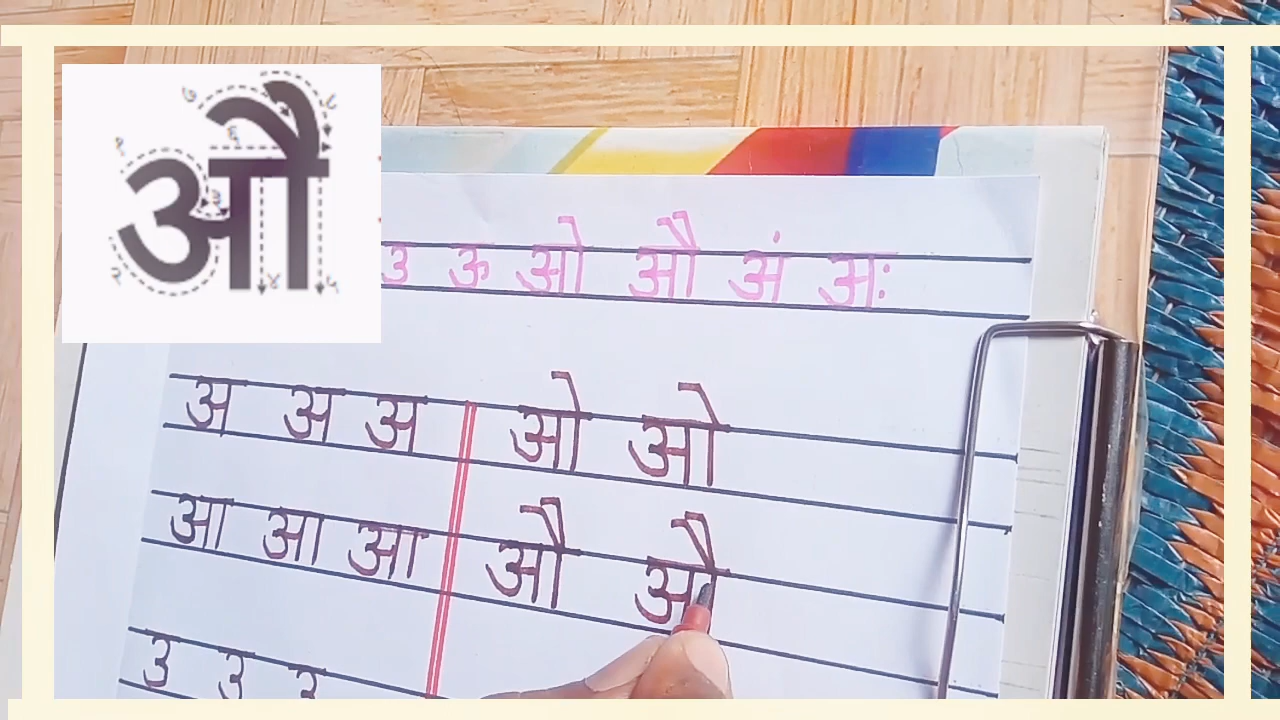 औ
उ ऊ ओ औ अं अः
अ अ अ ओ ओ
आ आ आ औ औ
उ उ उ